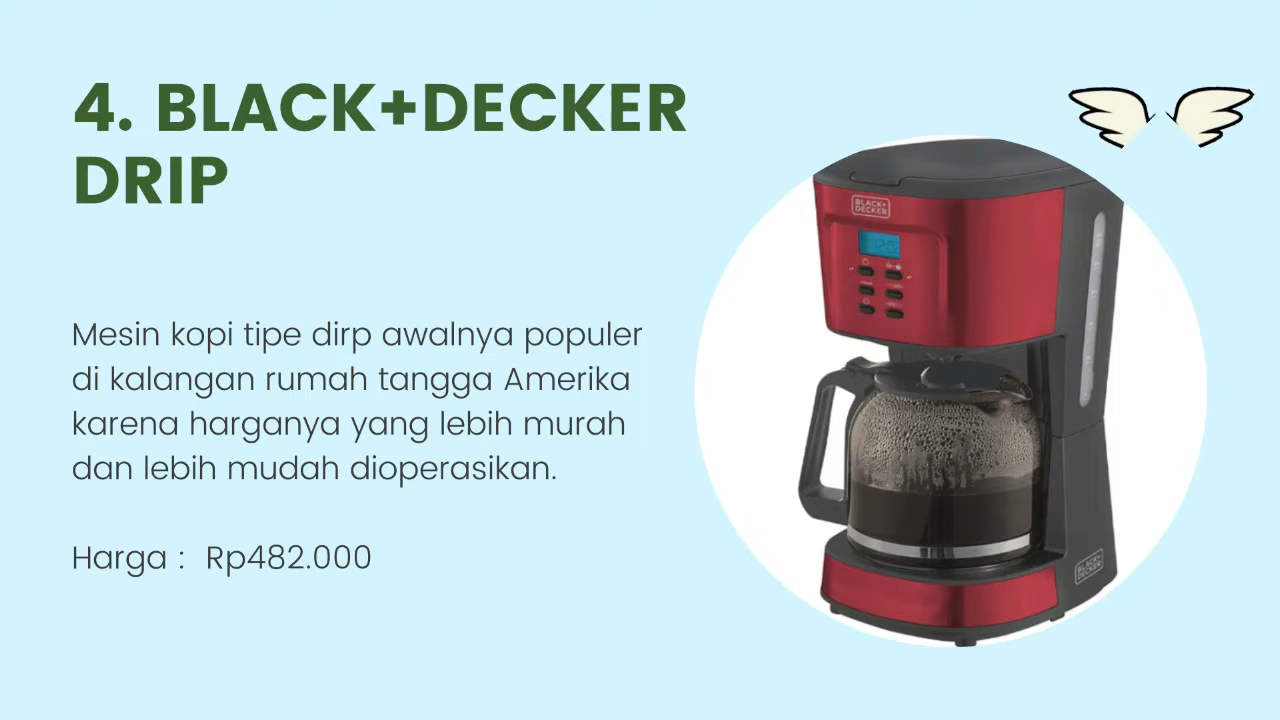 4. BLACK+DECKER
DRIP
Mesin kopi tipe dirp awalnya populer
di kalangan rumah tangga Amerika
karena harganya yang lebih murah
dan lebih mudah dioperasikan.
Harga : Rp482.000
BLACK+
DECKER
BLACK+
DECKER